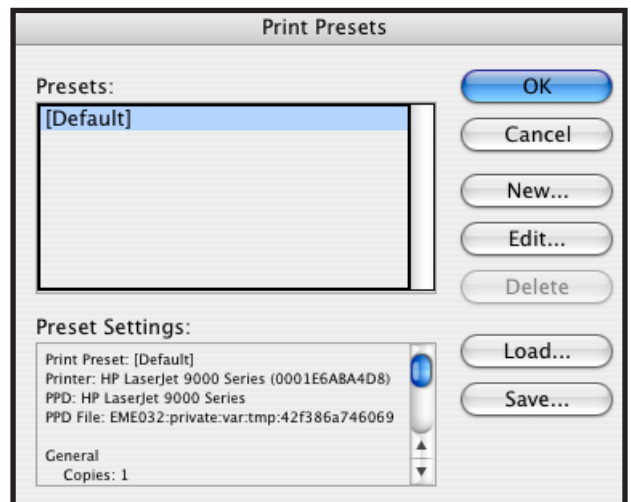 Print Presets
Presets:
[Default]
OK
Cancel
New...
Edit...
Delete
Load...
Save...
Preset Settings:
Print Preset: [Default]
Printer: HP LaserJet 9000 Series (0001E6A8A4D8)
PPD: HP LaserJet 9000 Series
PPD File: EME032:private:var:tmp:42f386a746069
General
Copies: 1